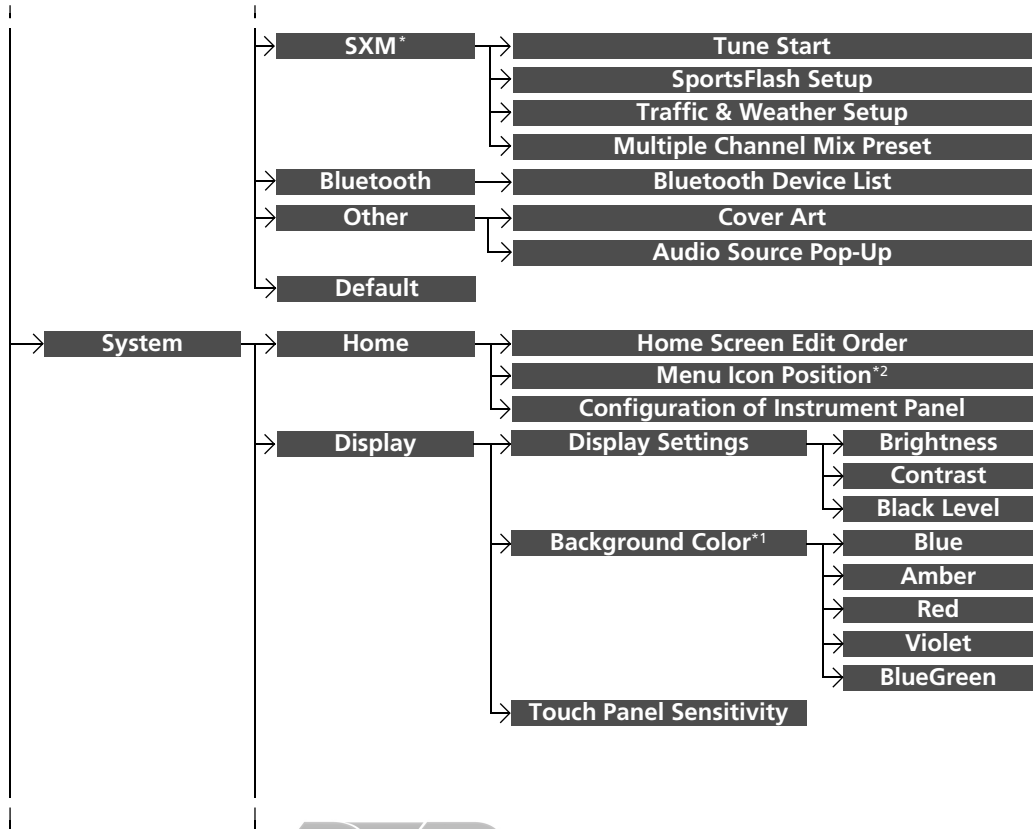 SXM*
Tune Start
SportsFlash Setup
Traffic & Weather Setup
Multiple Channel Mix Preset
Bluetooth
Bluetooth Device List
Other
Cover Art
Audio Source Pop-Up
Default
System
Home
Home Screen Edit Order
Menu Icon Position*2
Configuration of Instrument Panel
Display
Display Settings
Brightness
Contrast
Black Level
Background Color*1
Blue
Amber
Red
Violet
BlueGreen
Touch Panel Sensitivity